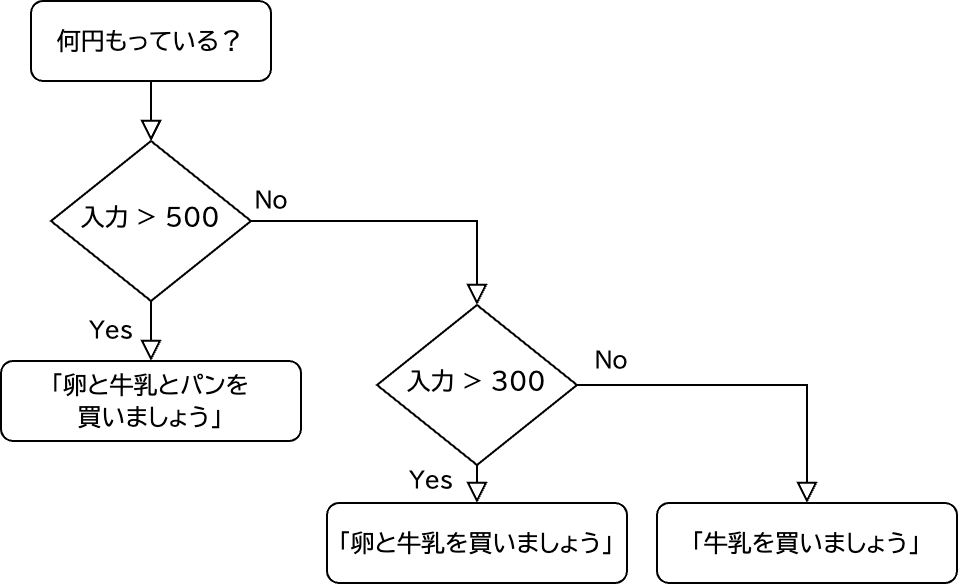 何円もっている？
入力 > 500
No
Yes
「卵と牛乳とパンを
買いましょう」
入力 > 300
No
Yes
「卵と牛乳を買いましょう」
「牛乳を買いましょう」